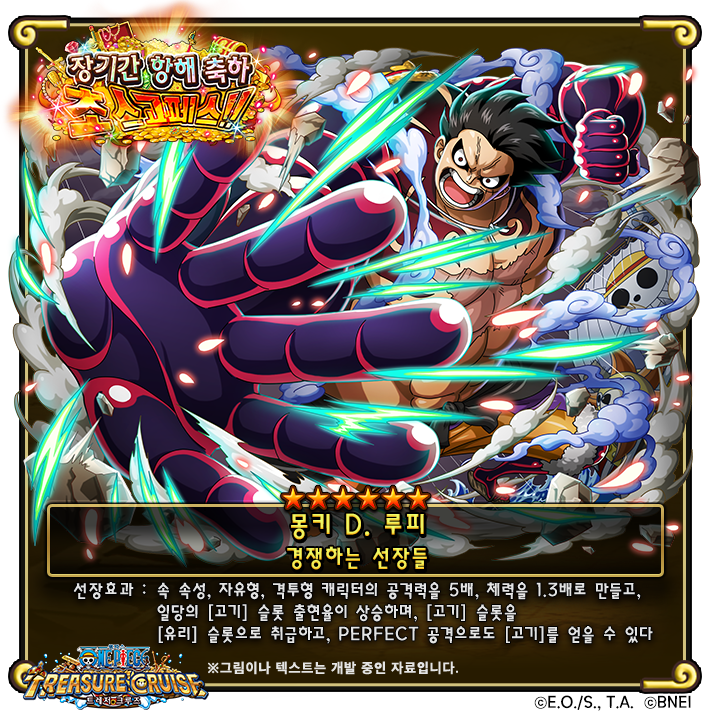 장기간 항해 축하
초 스고페스!!
몽키 D. 루피
경쟁하는 선장들
선장효과 : 속 속성, 자유형, 격투형 캐릭터의 공격력을 5배, 체력을 1.3배로 만들고,
일당의 [고기] 슬롯 출현율이 상승하며, [고기] 슬롯을
[유리] 슬롯으로 취급하고, PERFECT 공격으로도 [고기]를 얻을 수 있다
※그림이나 텍스트는 개발 중인 자료입니다.
ONE PIECE
TREASURE CRUISE
트레저 크루즈
©E.O./S., T.A. ©BNEI